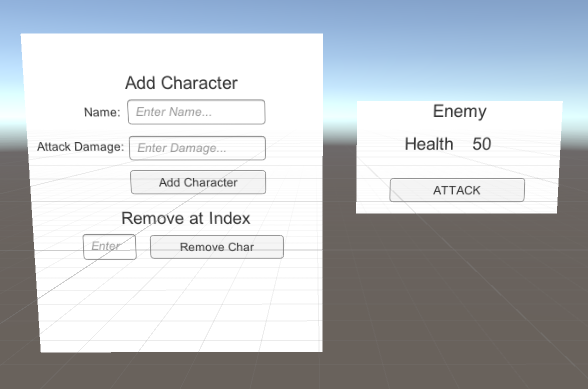 Add Character
Name: Enter Name...
Attack Damage: Enter Damage...
Add Character
Remove at Index
Enter Remove Char
Enemy
Health 50
ATTACK